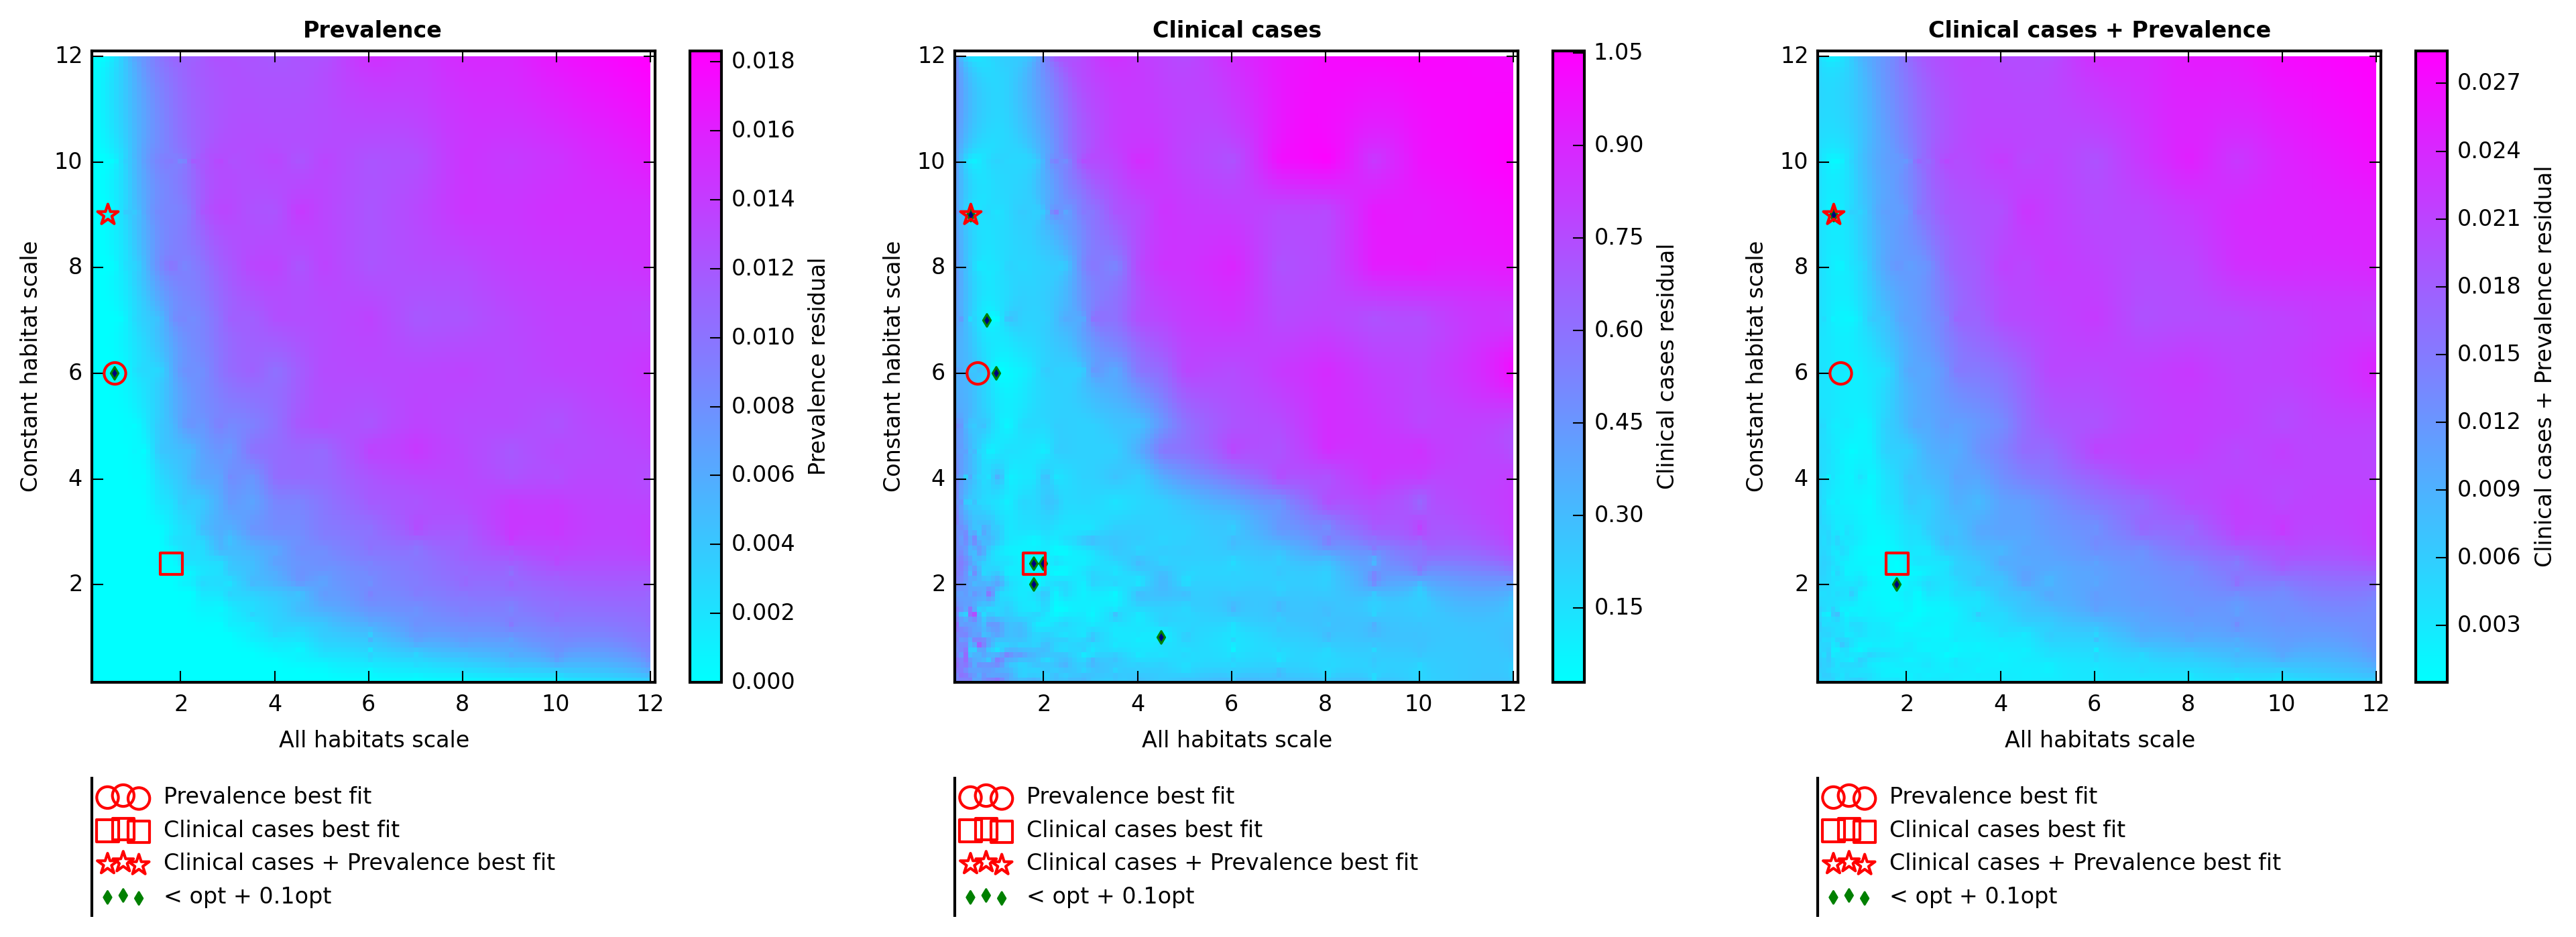 Prevalence
12
10
8
6
4
2
2 4 6 8 10 12
Constant habitat scale
All habitats scale
0.018
0.016
0.014
0.012
0.010
0.008
0.006
0.004
0.002
0.000
Prevalence residual
Prevalence best fit
Clinical cases best fit
Clinical cases + Prevalence best fit
< opt + 0.1opt
Clinical cases
12
10
8
6
4
2
2 4 6 8 10 12
Constant habitat scale
All habitats scale
1.05
0.90
0.75
0.60
0.45
0.30
0.15
Clinical cases residual
Prevalence best fit
Clinical cases best fit
Clinical cases + Prevalence best fit
< opt + 0.1opt
Clinical cases + Prevalence
12
10
8
6
4
2
2 4 6 8 10 12
Constant habitat scale
All habitats scale
0.027
0.024
0.021
0.018
0.015
0.012
0.009
0.006
0.003
Clinical cases + Prevalence residual
Prevalence best fit
Clinical cases best fit
Clinical cases + Prevalence best fit
< opt + 0.1opt